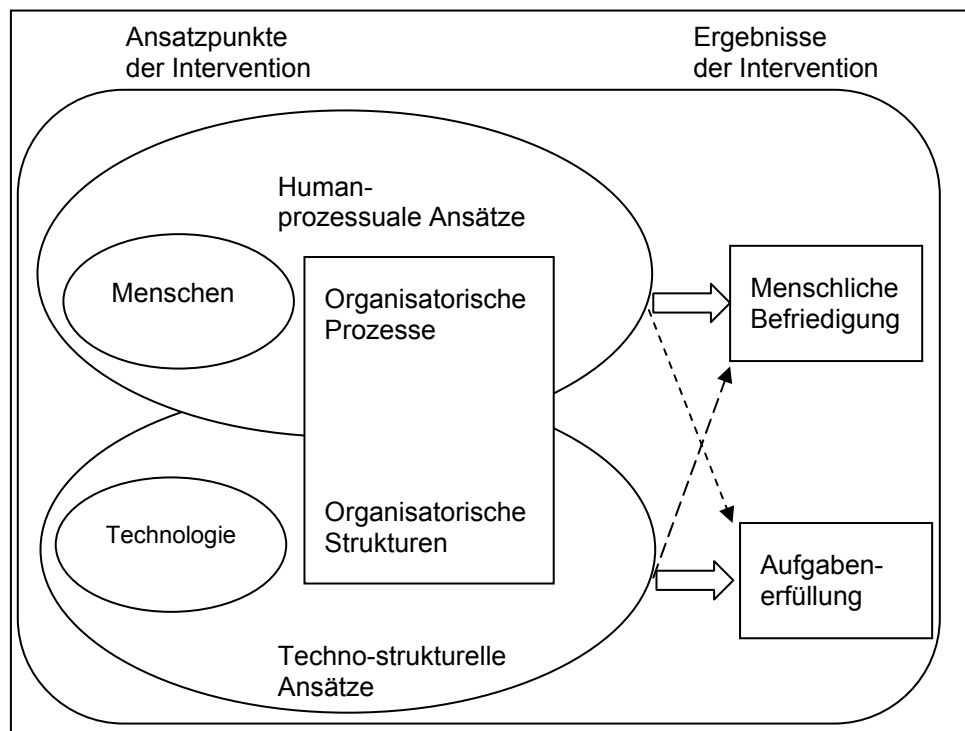 Ansatzpunkte
der Intervention
Ergebnisse
der Intervention
Human-
prozessuale Ansätze
Menschen
Organisatorische
Prozesse
Menschliche
Befriedigung
Technologie
Organisatorische
Strukturen
Aufgaben-
erfüllung
Techno-strukturelle
Ansätze